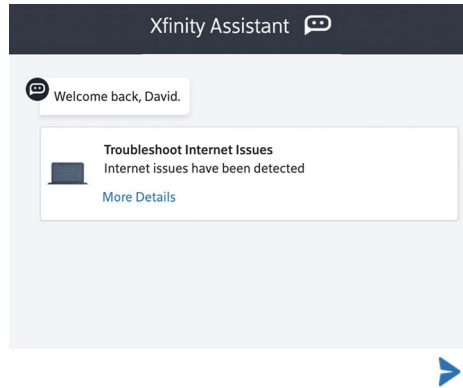 Xfinity Assistant
Welcome back, David.
Troubleshoot Internet Issues
Internet issues have been detected
More Details